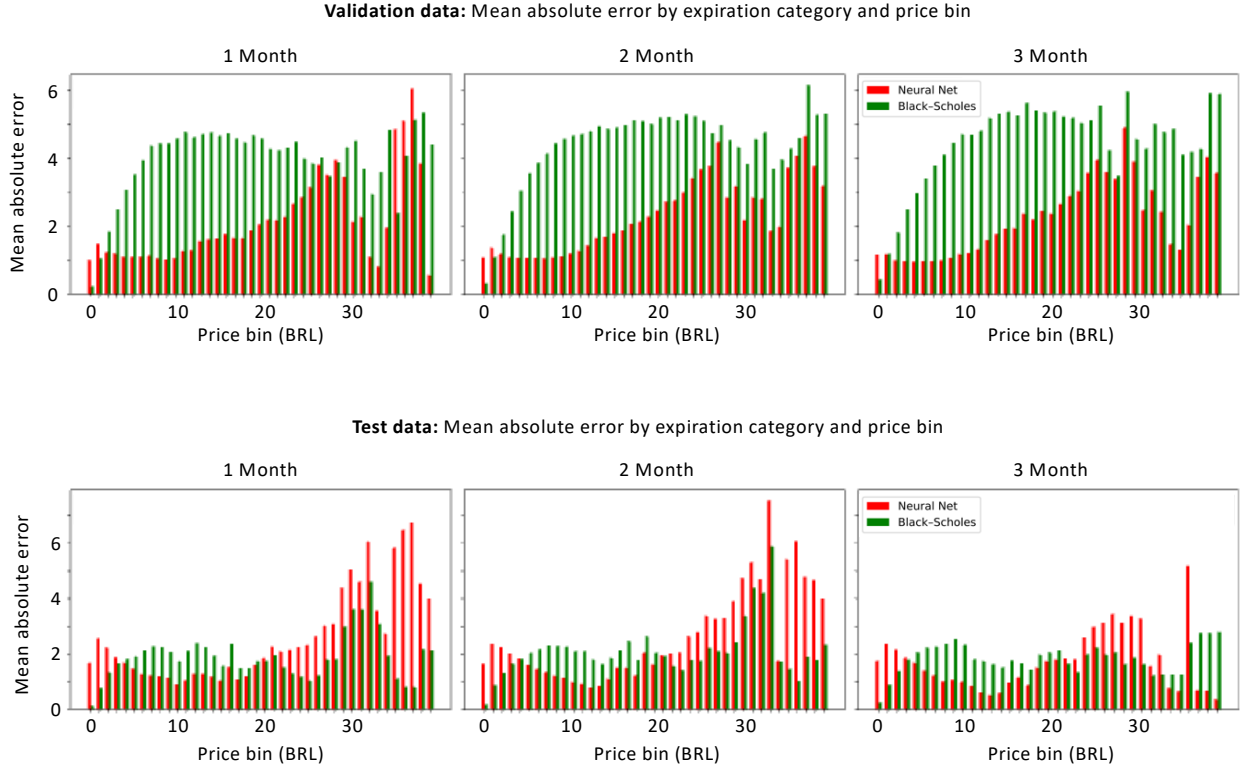 Validation data: Mean absolute error by expiration category and price bin
1 Month
2 Month
3 Month
Mean absolute error
6
4
2
0
Neural Net
Black–Scholes
0 10 20 30
0 10 20 30
0 10 20 30
Price bin (BRL)
Price bin (BRL)
Price bin (BRL)
Test data: Mean absolute error by expiration category and price bin
1 Month
2 Month
3 Month
Mean absolute error
6
4
2
0
Neural Net
Black–Scholes
0 10 20 30
0 10 20 30
0 10 20 30
Price bin (BRL)
Price bin (BRL)
Price bin (BRL)